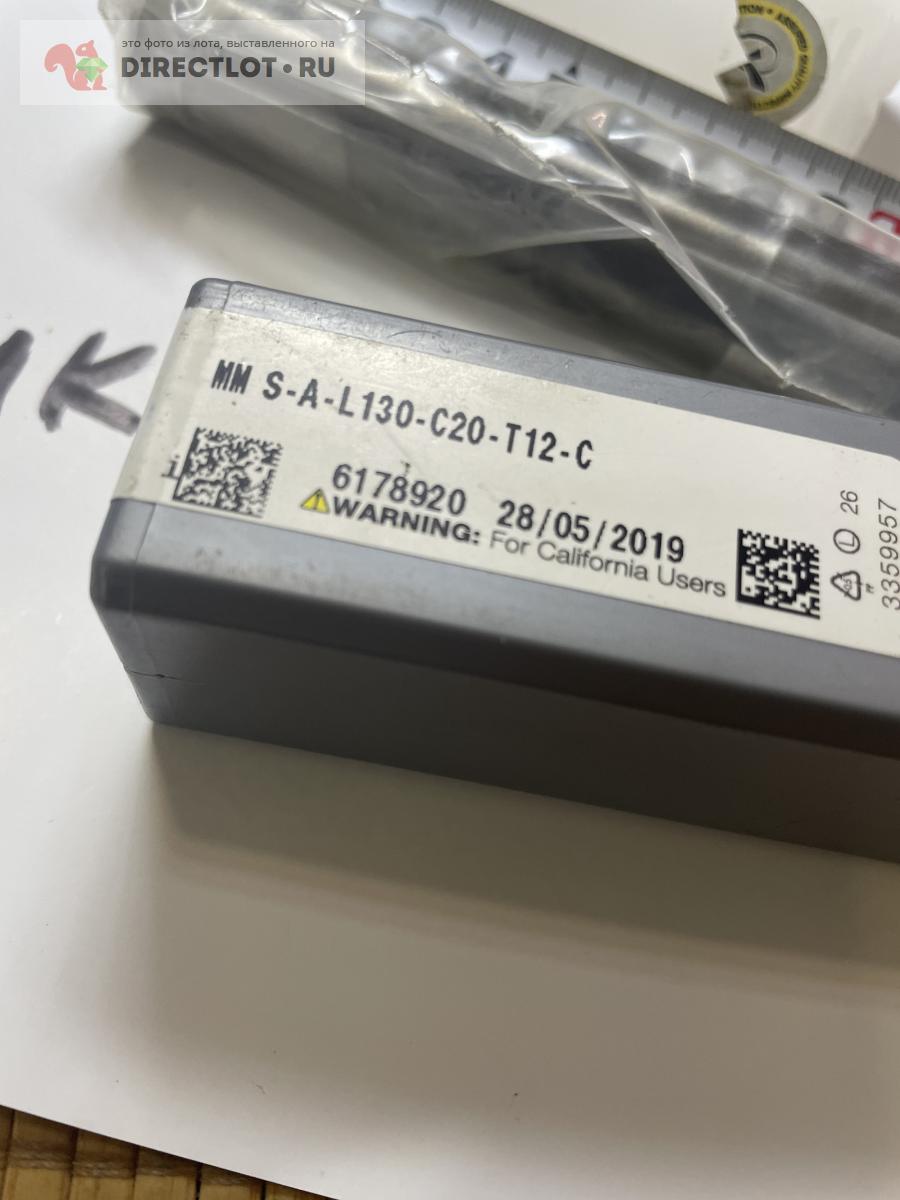 это фото из лота, выставленного на
DIRECTLOT•RU
MM S-A-L130-C20-T12-C
6178920 28/05/2019
WARNING: For California Users
26
3359957